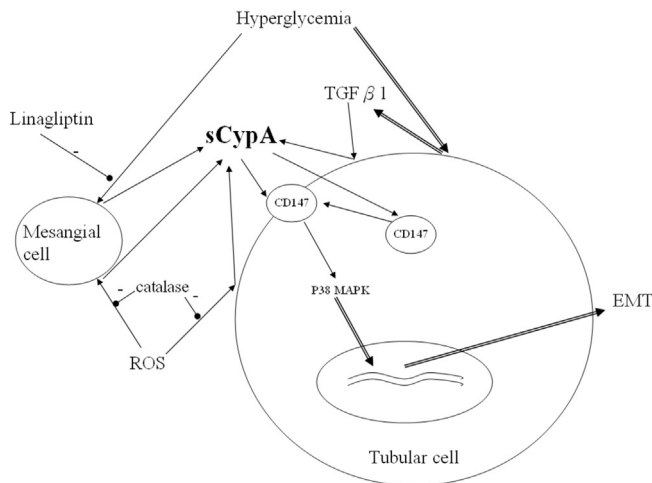 Hyperglycemia
TGF β 1
Linagliptin
-
sCypA
CD147
Mesangial
cell
CD147
- catalase -
P38 MAPK
EMT
ROS
Tubular cell